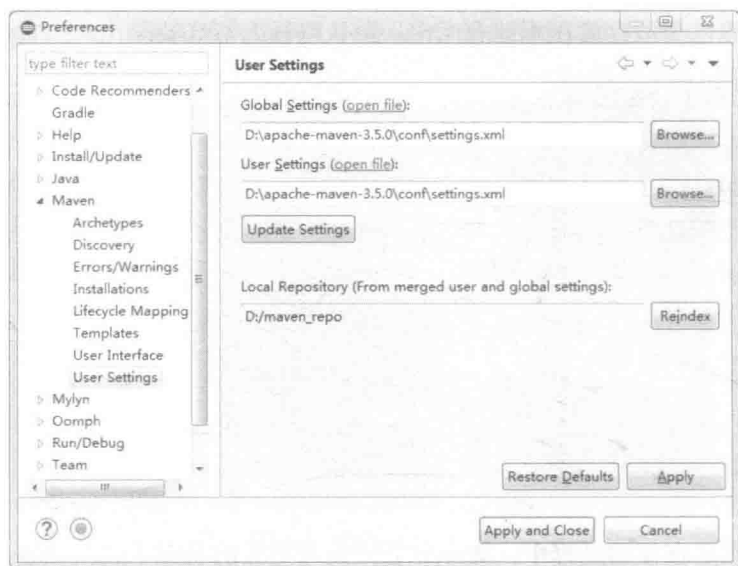 Preferences
type filter text
Code Recommenders
Gradle
Help
Install/Update
Java
Maven
Archetypes
Discovery
Errors/Warnings
Installations
Lifecycle Mapping
Templates
User Interface
User Settings
Mylyn
Oomph
Run/Debug
Team
User Settings
Global Settings (open file):
D:\apache-maven-3.5.0\conf\settings.xml
Browse...
User Settings (open file):
D:\apache-maven-3.5.0\conf\settings.xml
Browse...
Update Settings
Local Repository (From merged user and global settings):
D:/maven_repo
Reindex
Restore Defaults
Apply
Apply and Close
Cancel